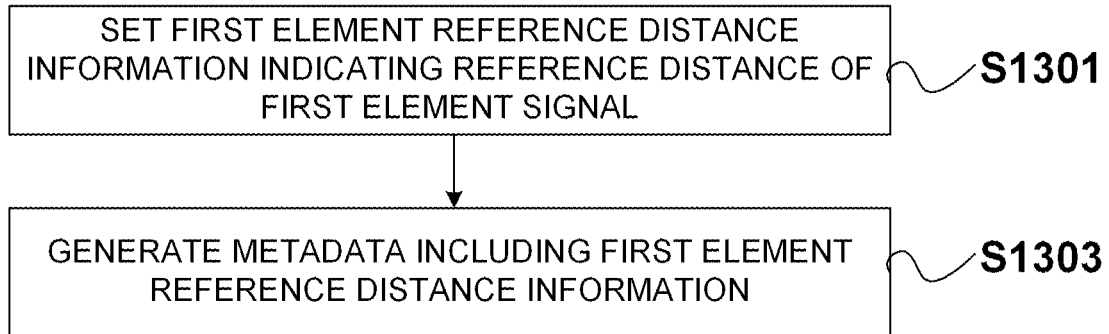 SET FIRST ELEMENT REFERENCE DISTANCE
INFORMATION INDICATING REFERENCE DISTANCE OF
FIRST ELEMENT SIGNAL
S1301
GENERATE METADATA INCLUDING FIRST ELEMENT
REFERENCE DISTANCE INFORMATION
S1303